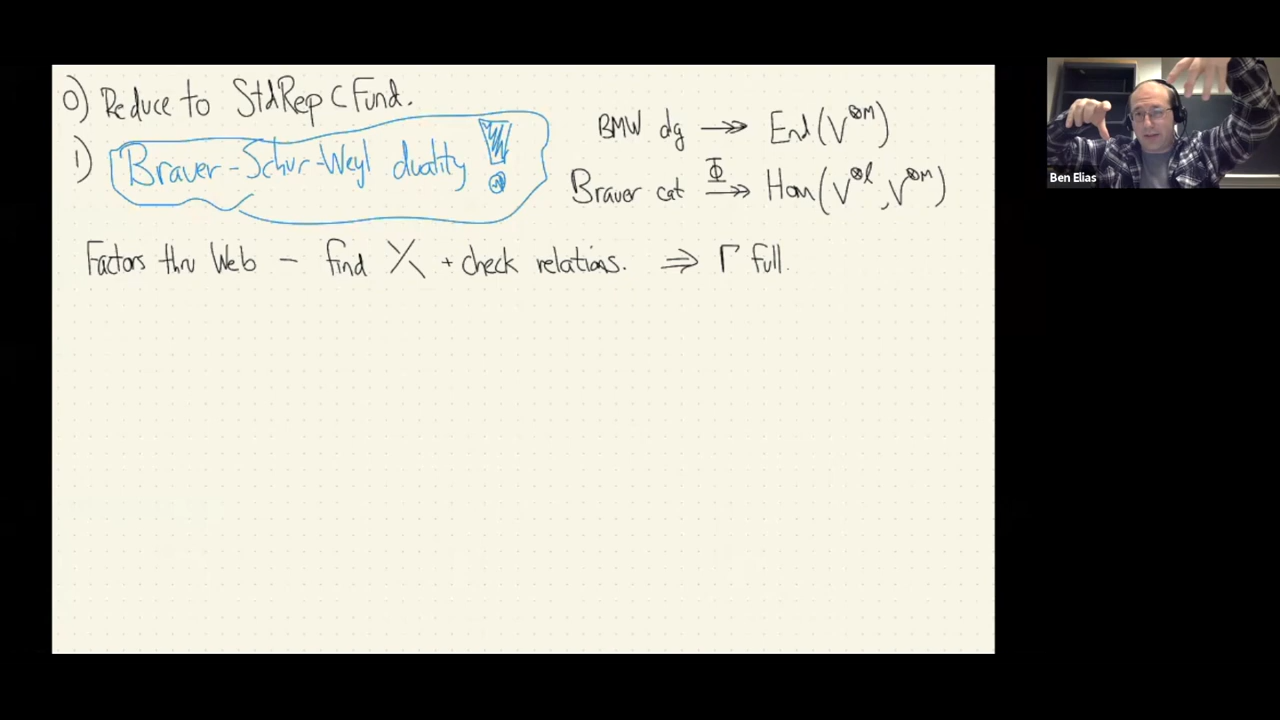 0) Reduce to StdRep ⊂ Fund.
1) Brauer-Schur-Weyl duality !
BMW alg ↠ End(V^{⊗m})
Brauer cat \overset{Φ}{↠} Hom(V^{⊗l}, V^{⊗m})
Factors thru Web - find X + check relations. ⇒ Γ full.
Ben Elias